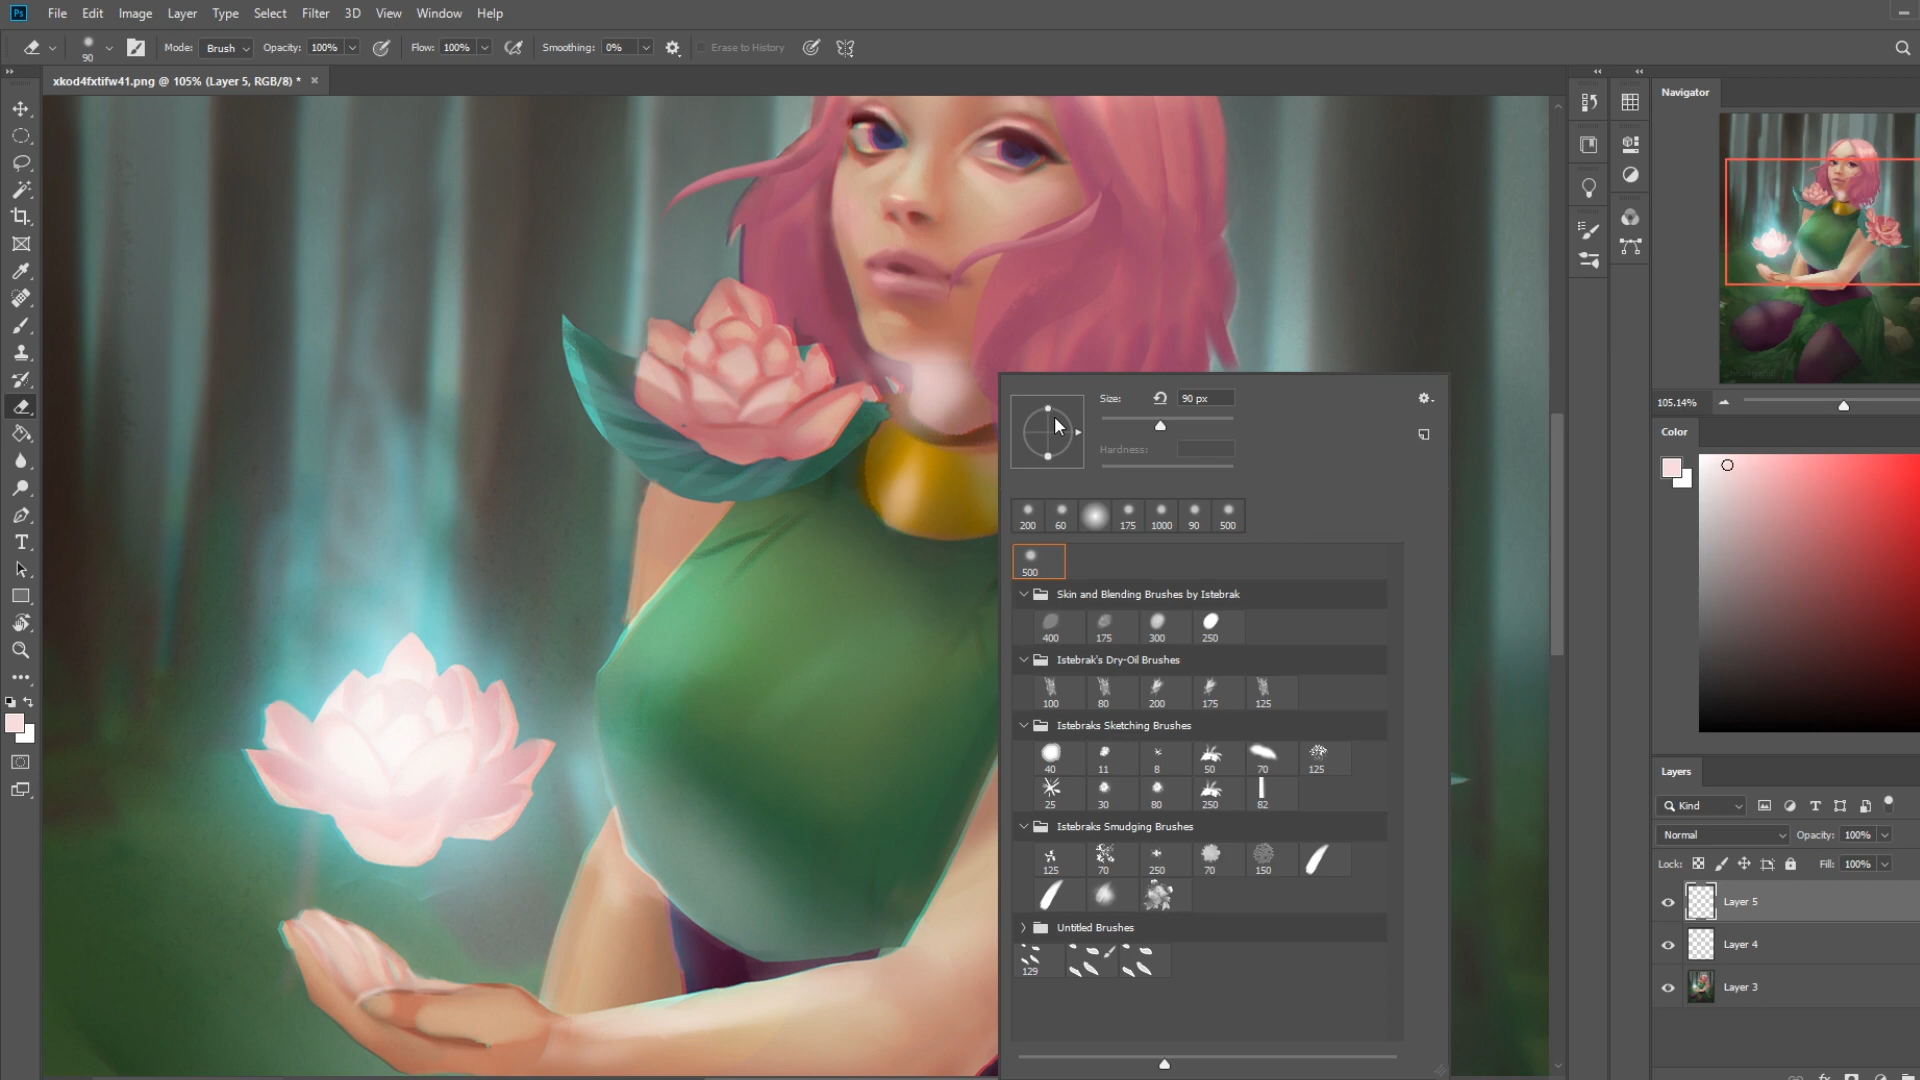 Ps File Edit Image Layer Type Select Filter 3D View Window Help
90 Mode: Brush Opacity: 100% Flow: 100% Smoothing: 0% Erase to History
xkod4fxtifw41.png @ 105% (Layer 5, RGB/8) *
Navigator
105.14%
Color
Size: 90 px
Hardness:
200 60 175 1000 90 500
500
Skin and Blending Brushes by Istebrak
400 175 300 250
Istebrak's Dry-Oil Brushes
100 80 200 175 125
Istebraks Sketching Brushes
40 11 8 50 70 125
25 30 80 250 82
Istebraks Smudging Brushes
125 70 250 70 150
Untitled Brushes
129
Layers
Kind
Normal Opacity: 100%
Lock: Fill: 100%
Layer 5
Layer 4
Layer 3